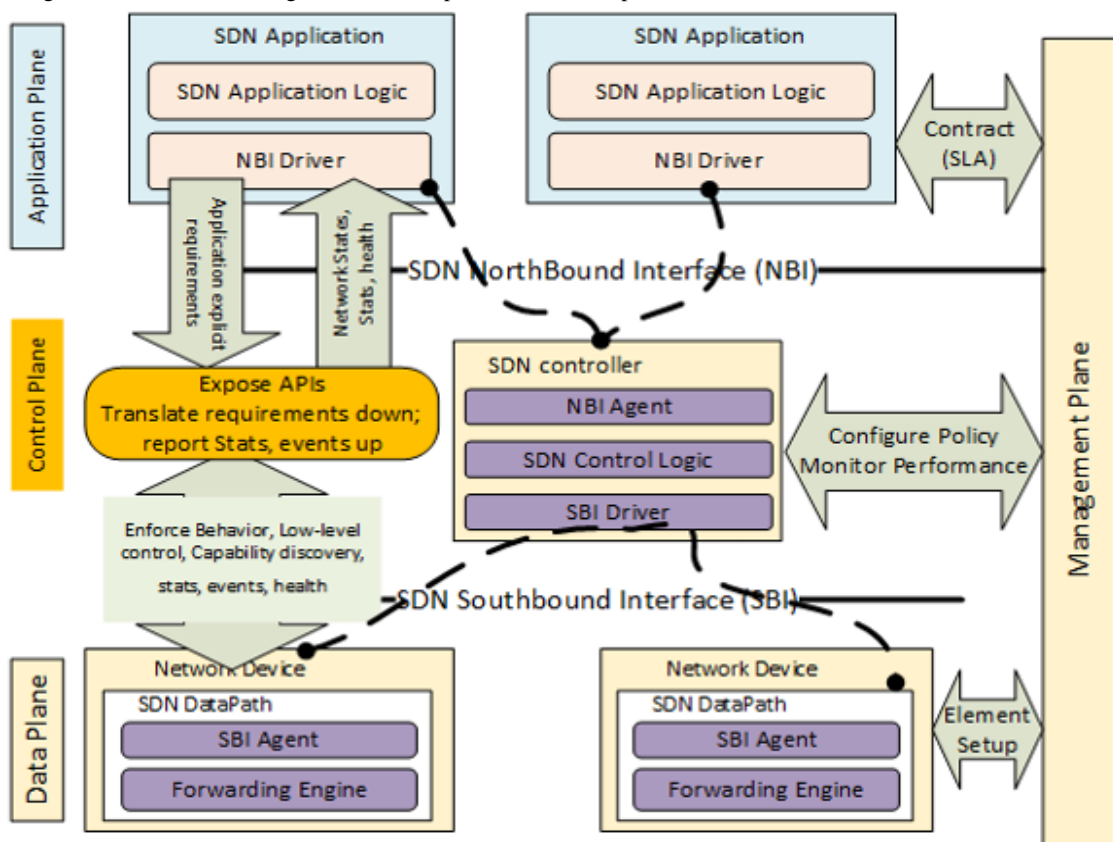 SDN Application
SDN Application
SDN Application Logic
SDN Application Logic
NBI Driver
NBI Driver
Application Plane
Contract
(SLA)
Application explicit
requirements
Network States,
Stats, health
SDN NorthBound Interface (NBI)
Control Plane
Expose APIs
Translate requirements down;
report Stats, events up
SDN controller
NBI Agent
SDN Control Logic
SBI Driver
Configure Policy
Monitor Performance
Management Plane
Enforce Behavior, Low-level
control, Capability discovery,
stats, events, health
SDN Southbound Interface (SBI)
Data Plane
Network Device
SDN DataPath
SBI Agent
Forwarding Engine
Network Device
SDN DataPath
SBI Agent
Forwarding Engine
Element
Setup